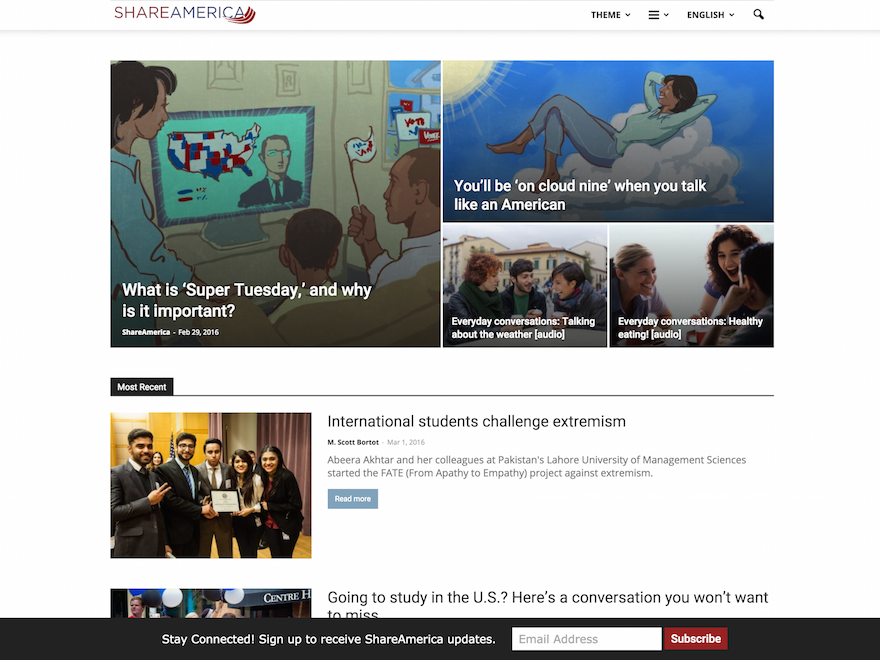 SHAREAMERICA
THEME
ENGLISH
VOTE
What is ‘Super Tuesday,’ and why
is it important?
ShareAmerica - Feb 29, 2016
You’ll be ‘on cloud nine’ when you talk
like an American
Everyday conversations: Talking
about the weather [audio]
Everyday conversations: Healthy
eating! [audio]
Most Recent
International students challenge extremism
M. Scott Bortot - Mar 1, 2016
Abeera Akhtar and her colleagues at Pakistan's Lahore University of Management Sciences
started the FATE (From Apathy to Empathy) project against extremism.
Read more
CENTRE H
Going to study in the U.S.? Here’s a conversation you won’t want
to miss
Stay Connected! Sign up to receive ShareAmerica updates.
Email Address
Subscribe